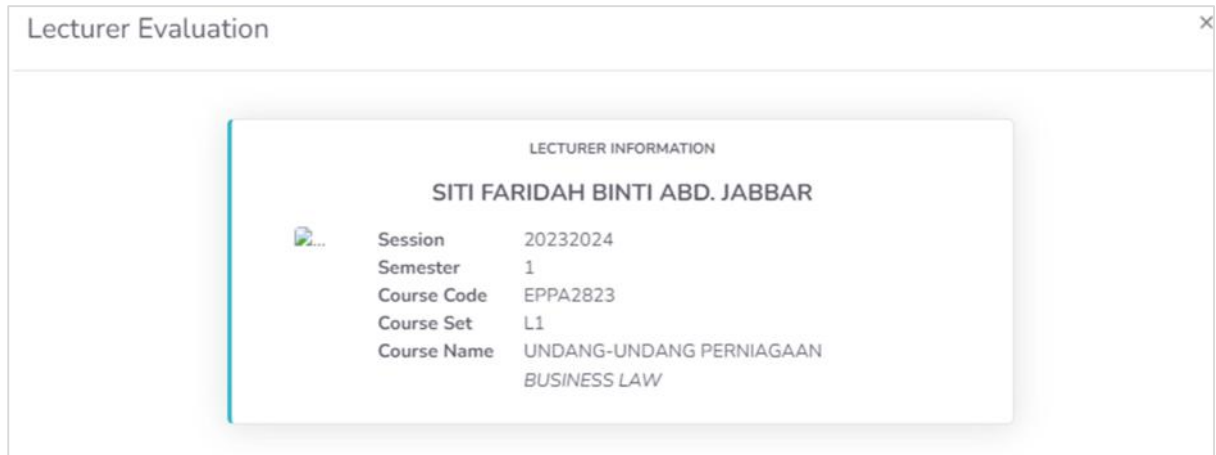 Lecturer Evaluation ×
LECTURER INFORMATION
SITI FARIDAH BINTI ABD. JABBAR
...
Session 20232024
Semester 1
Course Code EPPA2823
Course Set L1
Course Name UNDANG-UNDANG PERNIAGAAN
BUSINESS LAW